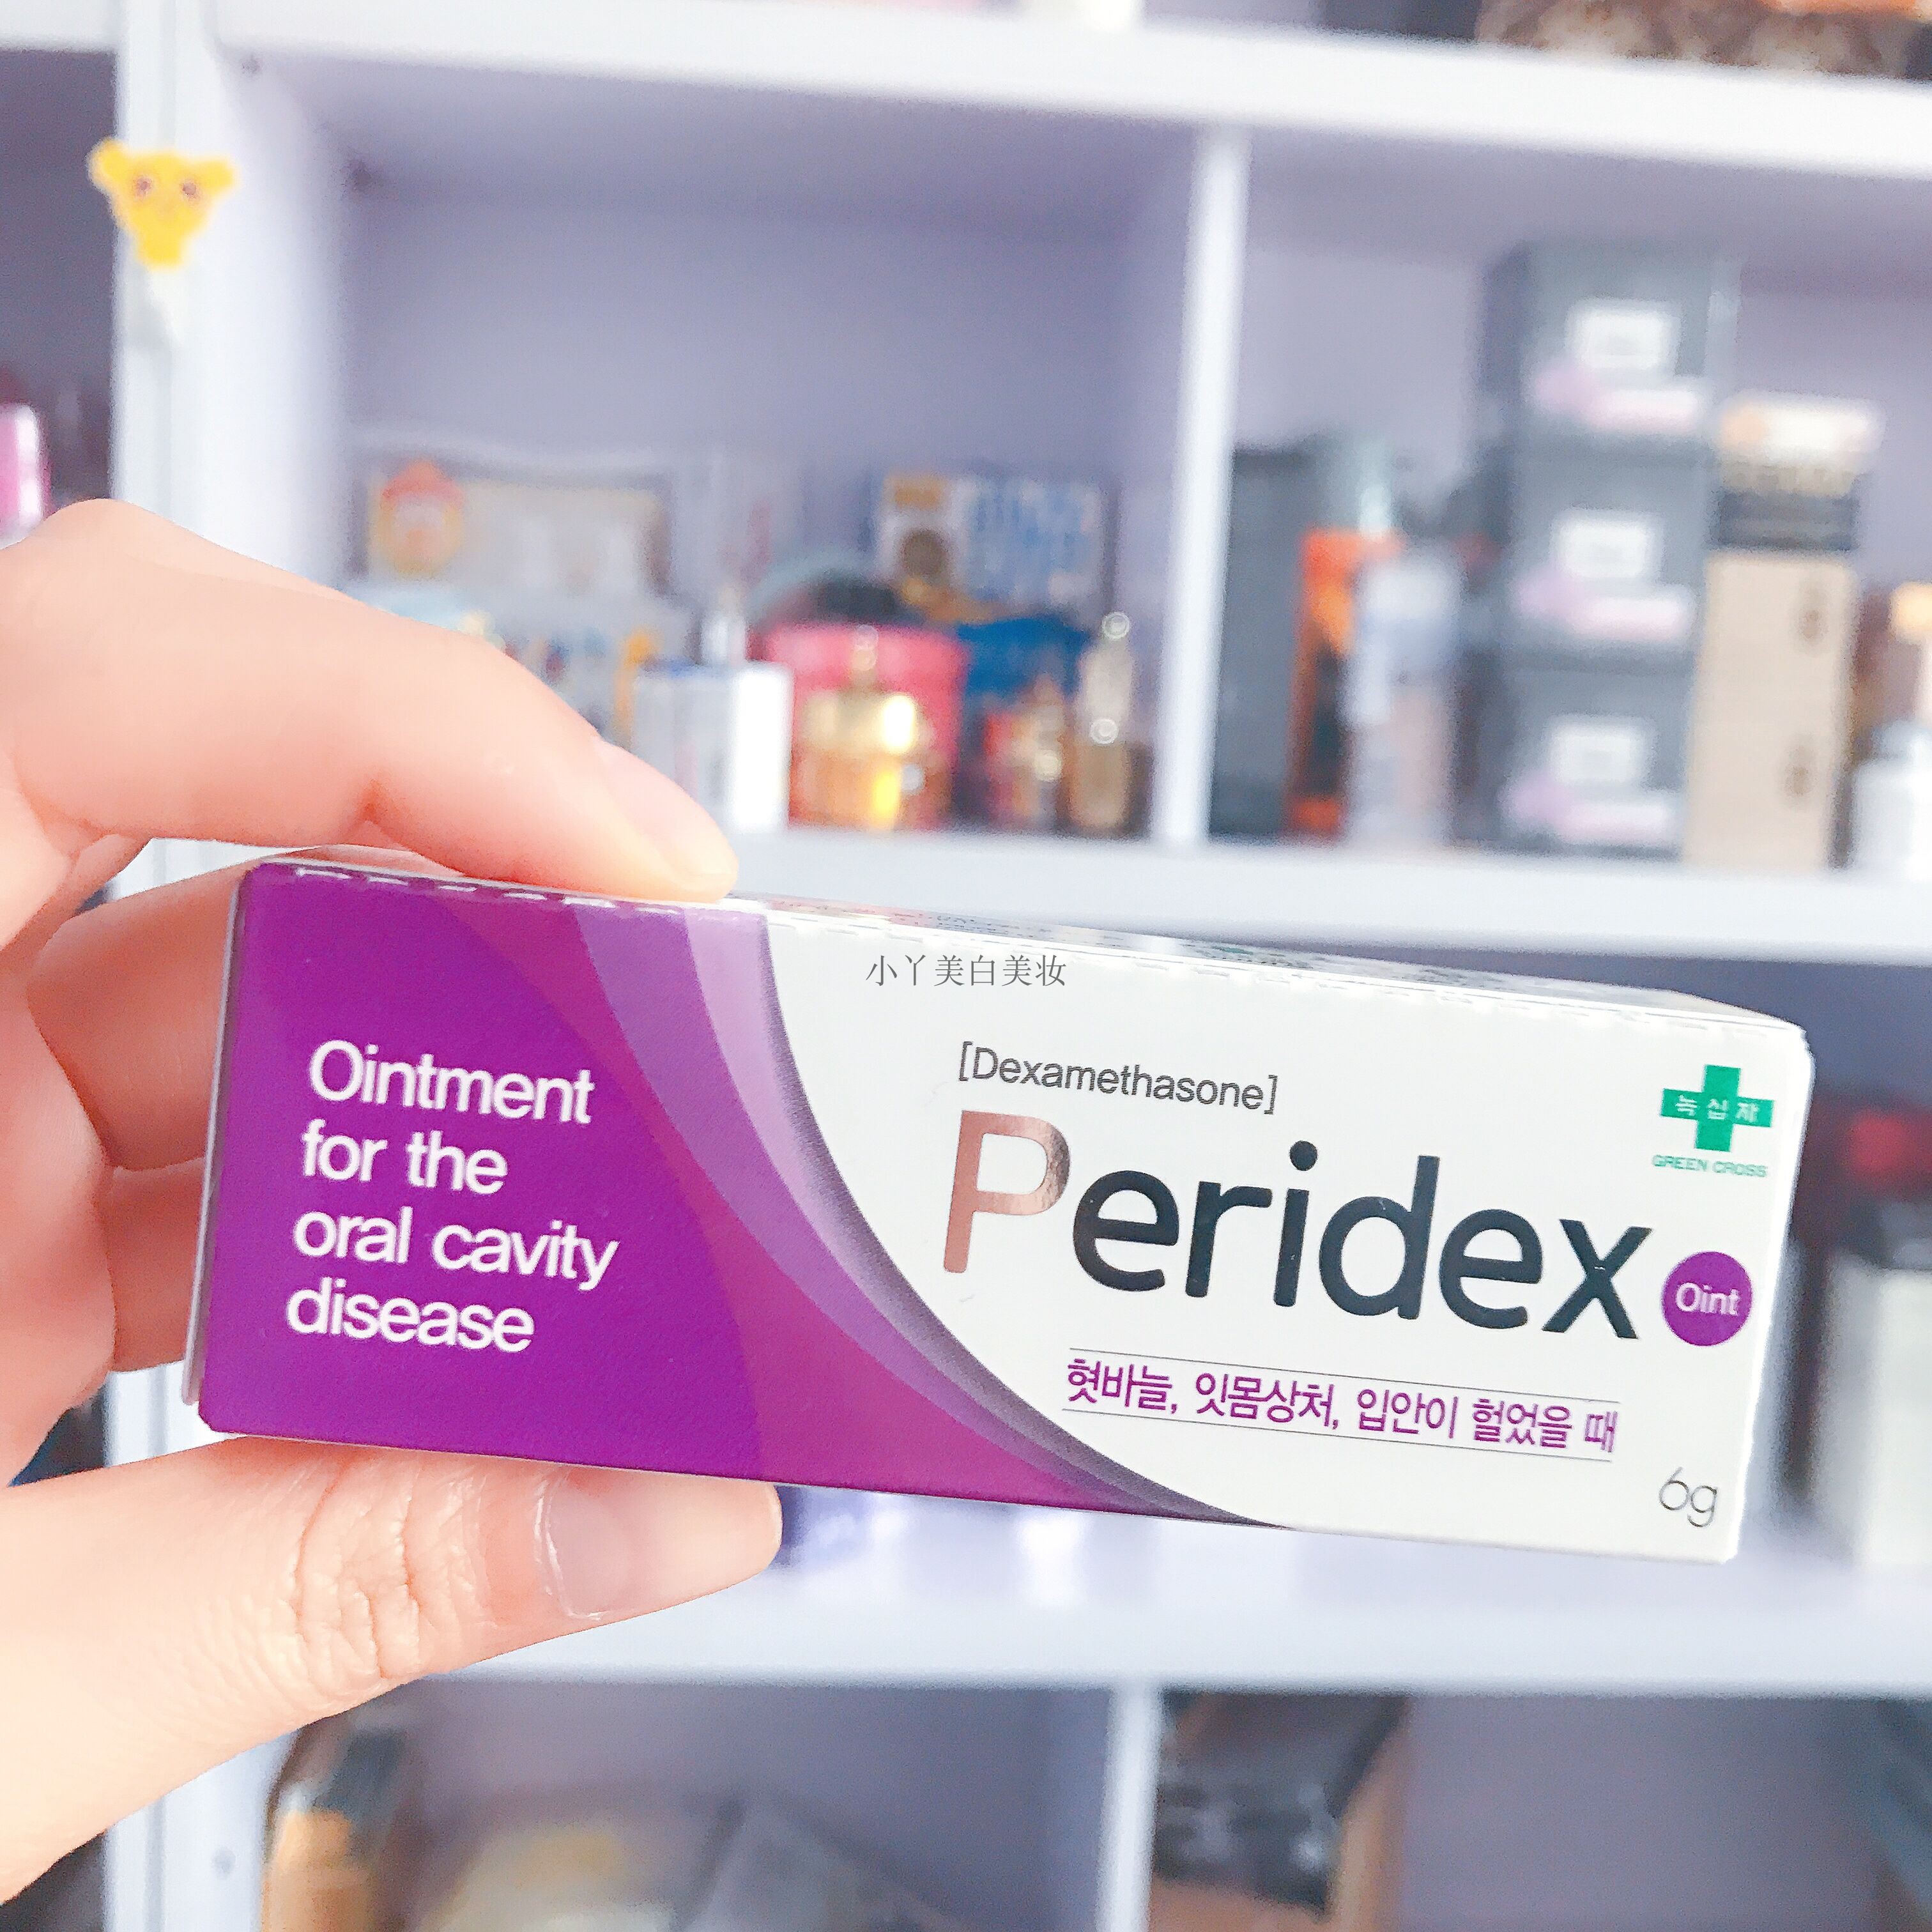 小丫美白美妆
Ointment
for the
oral cavity
disease
[Dexamethasone]
Peridex
Oint
녹십자
GREEN CROSS
혓바늘, 잇몸상처, 입안이 헐었을 때
6g